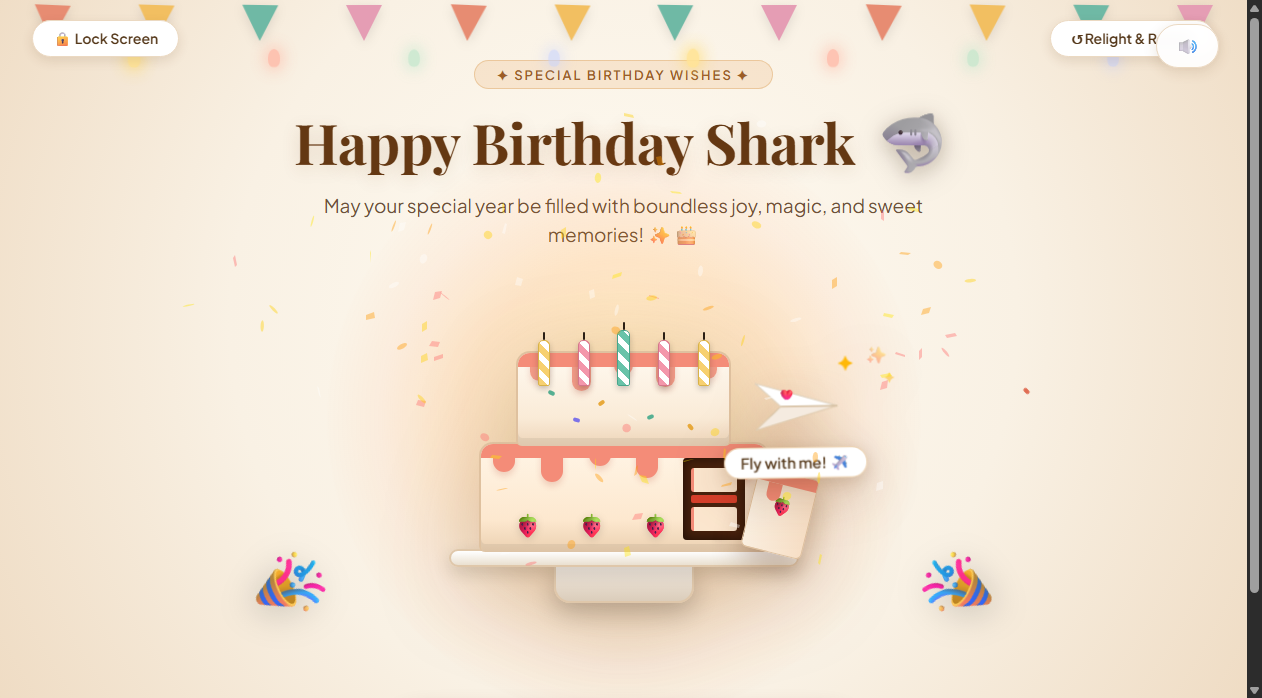 Lock Screen
↺Relight & R
✦ SPECIAL BIRTHDAY WISHES ✦
Happy Birthday Shark
May your special year be filled with boundless joy, magic, and sweet
memories!
Fly with me!